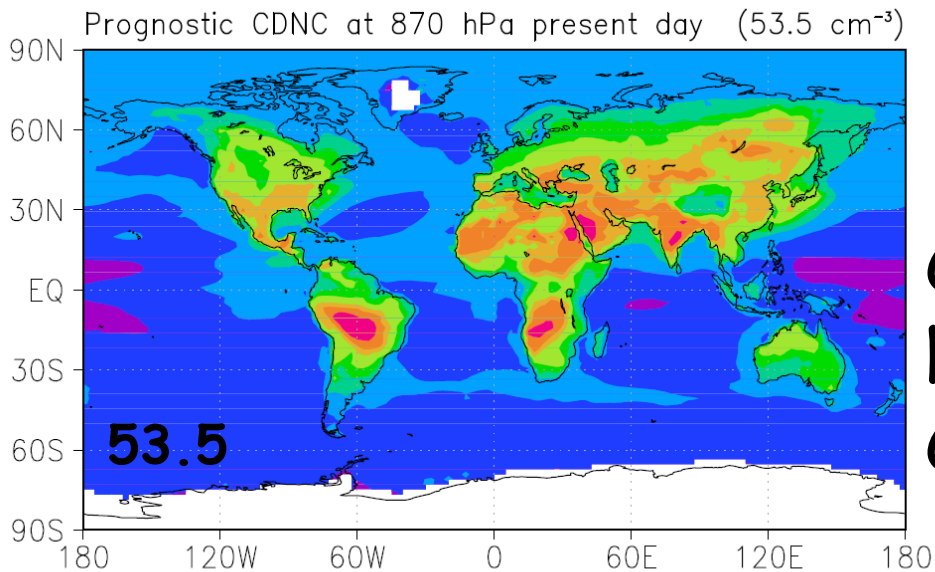 Prognostic CDNC at 870 hPa present day (53.5 cm⁻³)
90N
60N
30N
EQ
30S
60S
90S
53.5
180 120W 60W 0 60E 120E 180